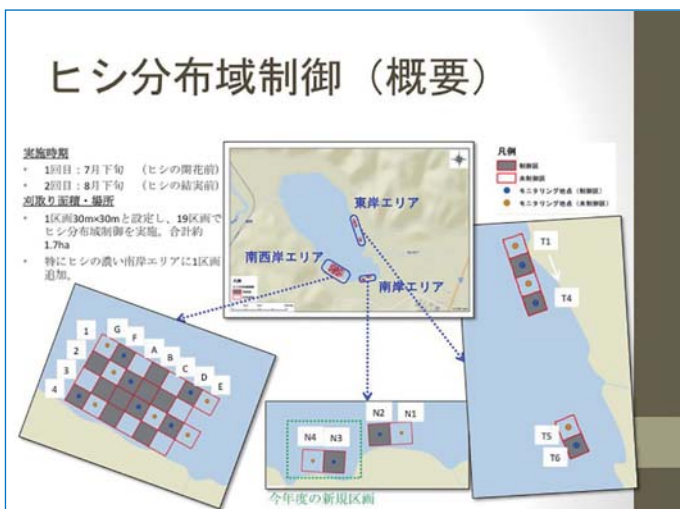 ヒシ分布域制御（概要）
実施時期
• 1回目：7月下旬 （ヒシの開花前）
• 2回目：8月下旬 （ヒシの結実前）
刈取り面積・場所
• 1区画30m×30mと設定し、19区画で
ヒシ分布域制御を実施。合計約
1.7ha
• 特にヒシの濃い南岸エリアに1区画
追加。
東岸エリア
南西岸エリア
南岸エリア
凡例
制御区
未制御区
モニタリング地点（制御区）
モニタリング地点（未制御区）
1
2
3
4
G
F
A
B
C
D
E
N2
N1
N4
N3
今年度の新規区画
T1
T4
T5
T6